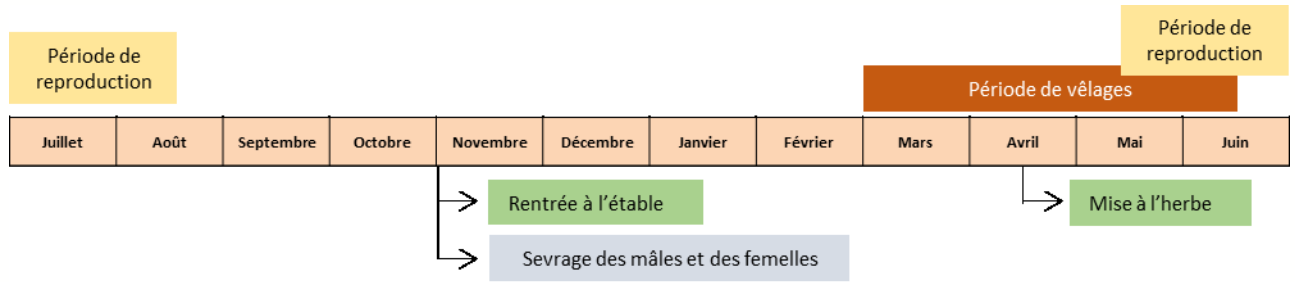 Période de
reproduction
Période de
reproduction
Période de vêlages
Juillet Août Septembre Octobre Novembre Décembre Janvier Février Mars Avril Mai Juin
Rentrée à l'étable
Mise à l'herbe
Sevrage des mâles et des femelles